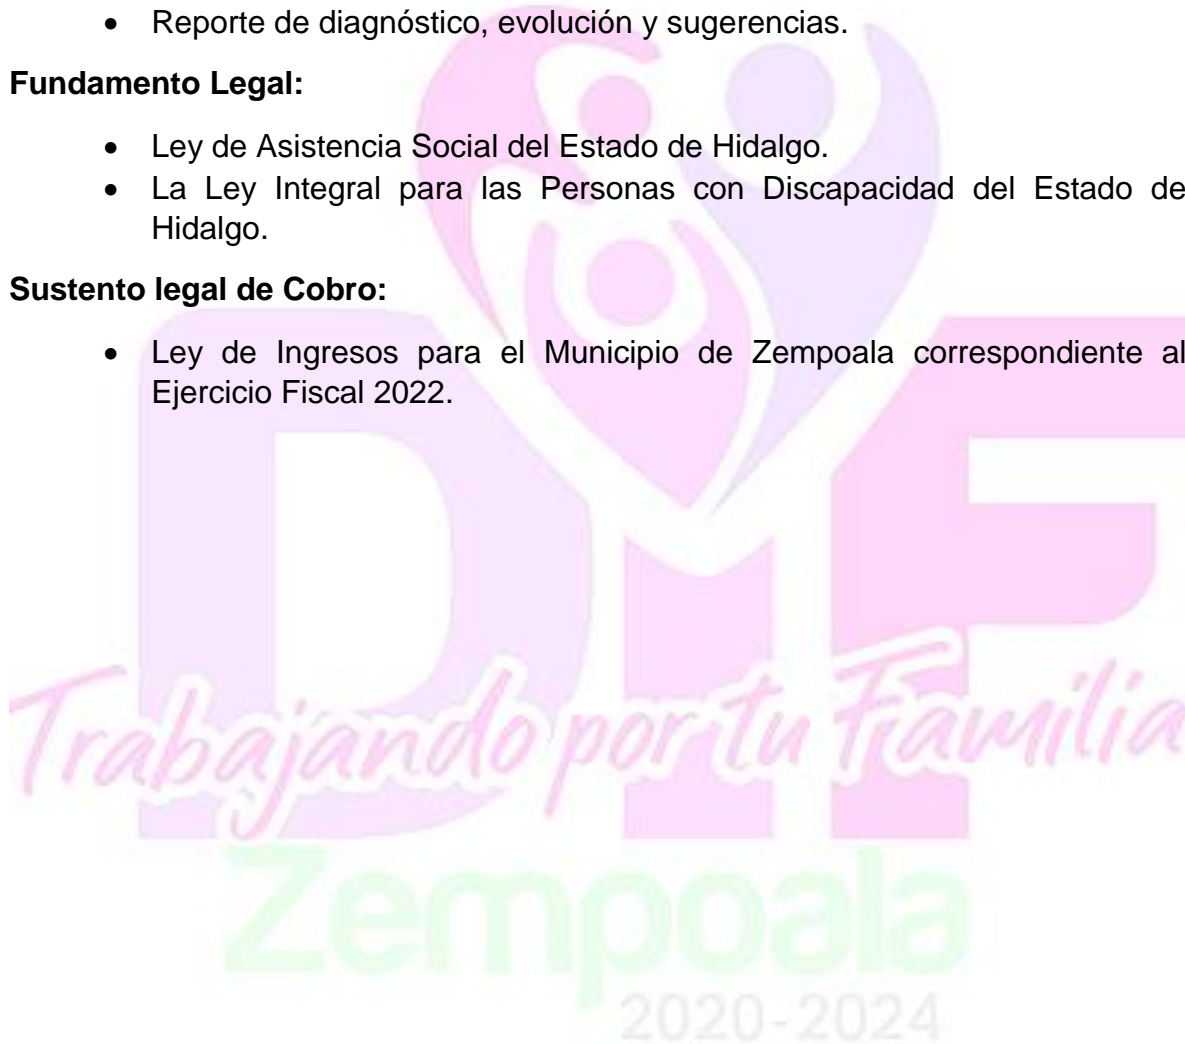 • Reporte de diagnóstico, evolución y sugerencias.
Fundamento Legal:
• Ley de Asistencia Social del Estado de Hidalgo.
• La Ley Integral para las Personas con Discapacidad del Estado de
Hidalgo.
Sustento legal de Cobro:
• Ley de Ingresos para el Municipio de Zempoala correspondiente al
Ejercicio Fiscal 2022.
DIF
Trabajando por tu Familia
Zempoala
2020-2024